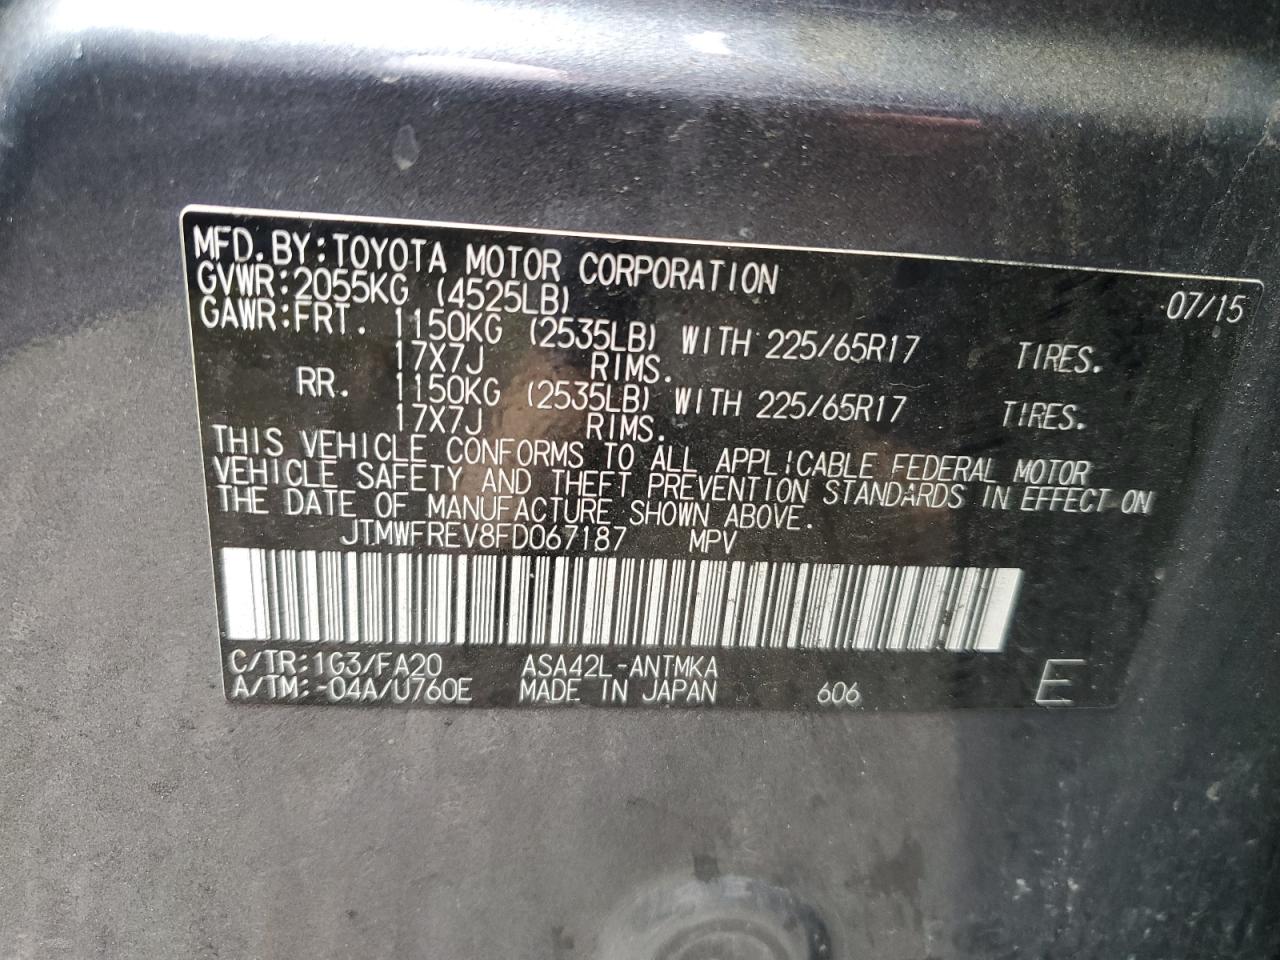 MFD. BY: TOYOTA MOTOR CORPORATION 07/15
GVWR: 2055KG (4525LB)
GAWR: FRT. 1150KG (2535LB) WITH 225/65R17 TIRES.
17X7J RIMS.
RR. 1150KG (2535LB) WITH 225/65R17 TIRES.
17X7J RIMS.
THIS VEHICLE CONFORMS TO ALL APPLICABLE FEDERAL MOTOR
VEHICLE SAFETY AND THEFT PREVENTION STANDARDS IN EFFECT ON
THE DATE OF MANUFACTURE SHOWN ABOVE.
JTMWFREV8FD067187 MPV
C/TR: 1G3/FA20 ASA42L-ANTMKA
A/TM: -04A/U760E MADE IN JAPAN 606 E